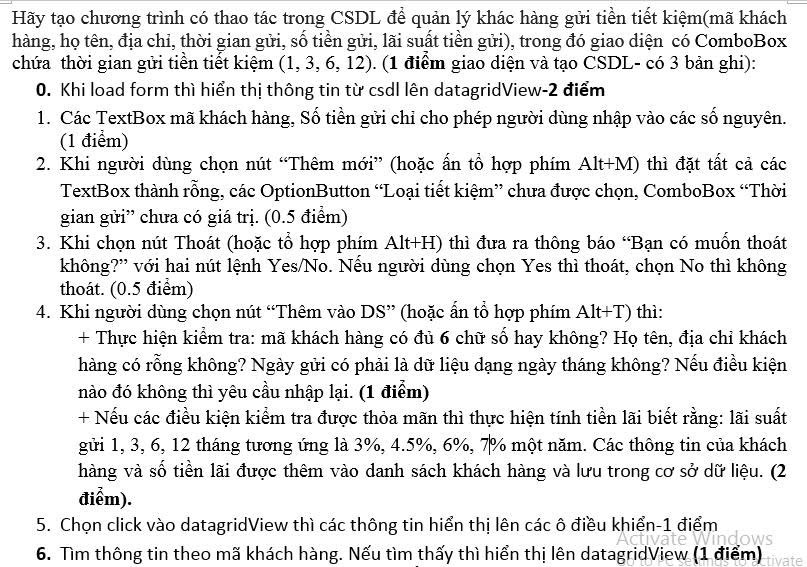 Hãy tạo chương trình có thao tác trong CSDL để quản lý khác hàng gửi tiền tiết kiệm(mã khách
hàng, họ tên, địa chỉ, thời gian gửi, số tiền gửi, lãi suất tiền gửi), trong đó giao diện có ComboBox
chứa thời gian gửi tiền tiết kiệm (1, 3, 6, 12). (1 điểm giao diện và tạo CSDL- có 3 bản ghi):
0. Khi load form thì hiển thị thông tin từ csdl lên datagridView-2 điểm
1. Các TextBox mã khách hàng, Số tiền gửi chỉ cho phép người dùng nhập vào các số nguyên.
(1 điểm)
2. Khi người dùng chọn nút “Thêm mới” (hoặc ấn tổ hợp phím Alt+M) thì đặt tất cả các
TextBox thành rỗng, các OptionButton “Loại tiết kiệm” chưa được chọn, ComboBox “Thời
gian gửi” chưa có giá trị. (0.5 điểm)
3. Khi chọn nút Thoát (hoặc tổ hợp phím Alt+H) thì đưa ra thông báo “Bạn có muốn thoát
không?” với hai nút lệnh Yes/No. Nếu người dùng chọn Yes thì thoát, chọn No thì không
thoát. (0.5 điểm)
4. Khi người dùng chọn nút “Thêm vào DS” (hoặc ấn tổ hợp phím Alt+T) thì:
+ Thực hiện kiểm tra: mã khách hàng có đủ 6 chữ số hay không? Họ tên, địa chỉ khách
hàng có rỗng không? Ngày gửi có phải là dữ liệu dạng ngày tháng không? Nếu điều kiện
nào đó không thì yêu cầu nhập lại. (1 điểm)
+ Nếu các điều kiện kiểm tra được thỏa mãn thì thực hiện tính tiền lãi biết rằng: lãi suất
gửi 1, 3, 6, 12 tháng tương ứng là 3%, 4.5%, 6%, 7% một năm. Các thông tin của khách
hàng và số tiền lãi được thêm vào danh sách khách hàng và lưu trong cơ sở dữ liệu. (2
điểm).
5. Chọn click vào datagridView thì các thông tin hiển thị lên các ô điều khiển-1 điểm
Activate Windows
6. Tìm thông tin theo mã khách hàng. Nếu tìm thấy thì hiển thị lên datagridView (1 điểm)
Go to PC settings to activate